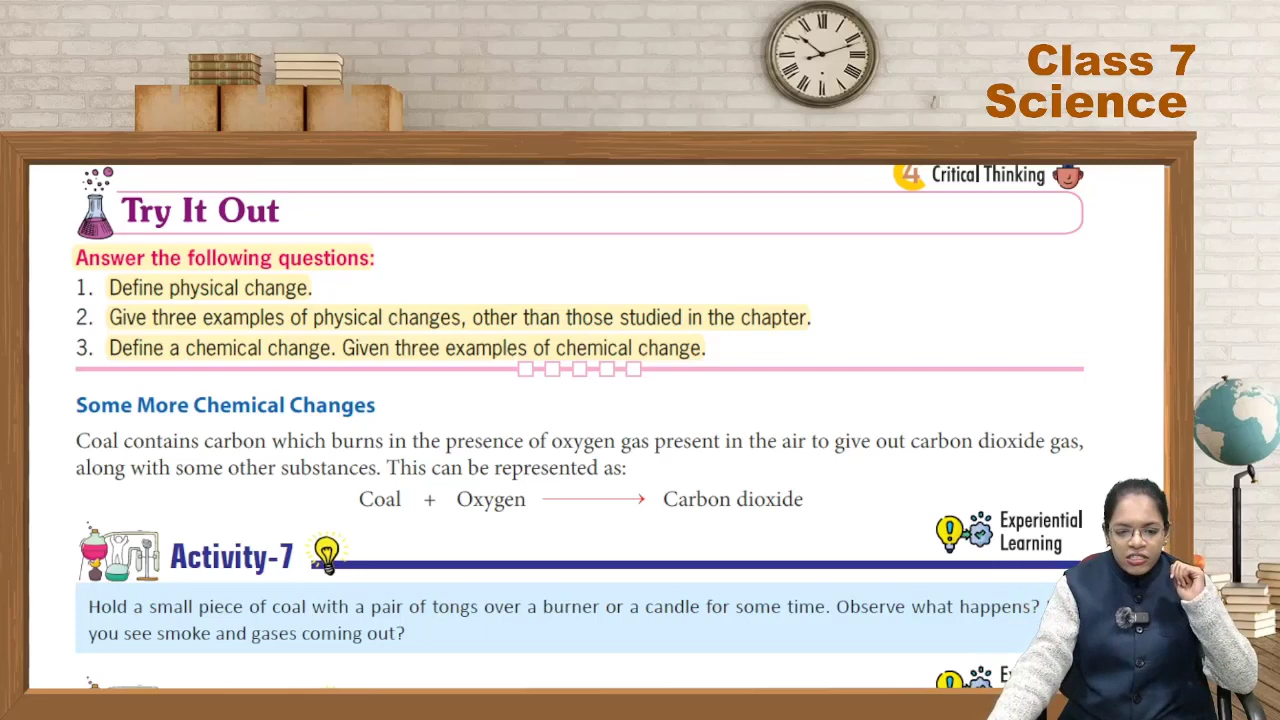 Class 7
Science
4 Critical Thinking
Try It Out
Answer the following questions:
1. Define physical change.
2. Give three examples of physical changes, other than those studied in the chapter.
3. Define a chemical change. Given three examples of chemical change.
Some More Chemical Changes
Coal contains carbon which burns in the presence of oxygen gas present in the air to give out carbon dioxide gas,
along with some other substances. This can be represented as:
Coal + Oxygen ⟶ Carbon dioxide
Experiential
Learning
Activity-7
Hold a small piece of coal with a pair of tongs over a burner or a candle for some time. Observe what happens?
you see smoke and gases coming out?